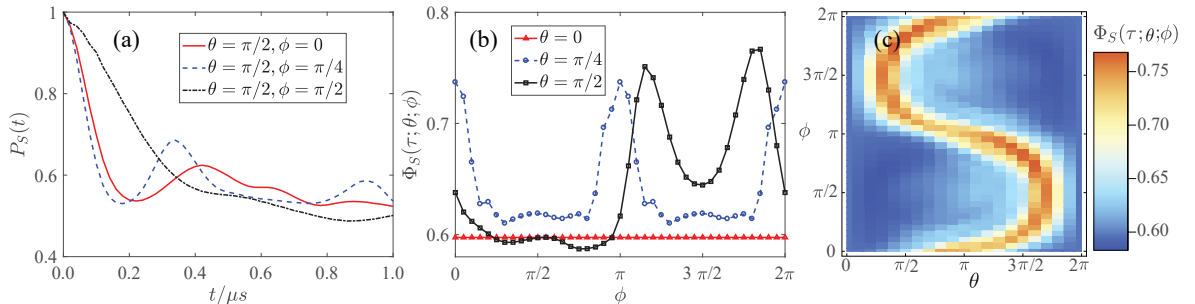 (a)
θ = π/2, ϕ = 0
θ = π/2, ϕ = π/4
θ = π/2, ϕ = π/2
P_S(t)
1
0.8
0.6
0.4
0.0 0.2 0.4 0.6 0.8 1.0
t/μs
(b)
θ = 0
θ = π/4
θ = π/2
Φ_S(τ; θ; ϕ)
0.8
0.7
0.6
0 π/2 π 3 π/2 2π
ϕ
(c)
Φ_S(τ; θ; ϕ)
2π
3π/2
π
π/2
0
ϕ
0 π/2 π 3π/2 2π
θ
0.75
0.70
0.65
0.60